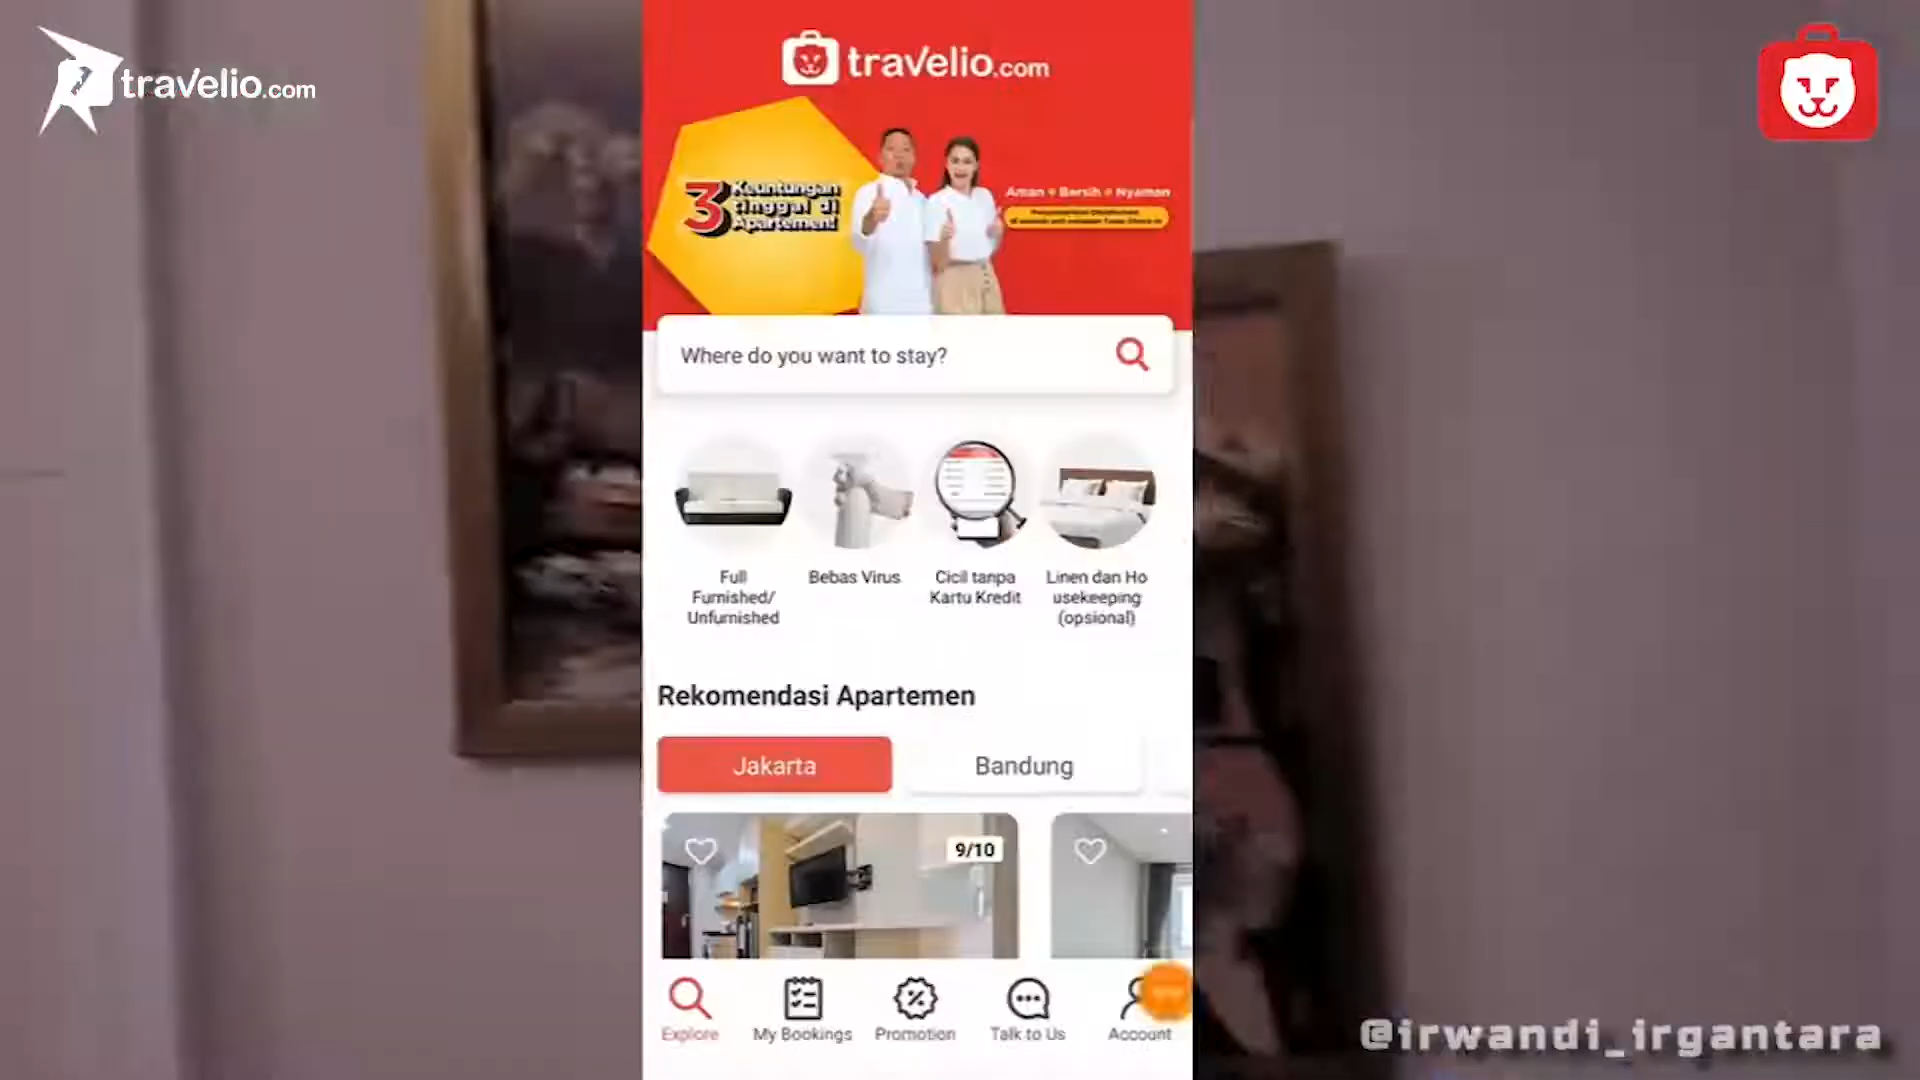 travelio.com
travelio.com
3 Keuntungan
tinggal di
Apartemen!
Aman + Bersih + Nyaman
Where do you want to stay?
Full
Furnished/
Unfurnished
Bebas Virus
Cicil tanpa
Kartu Kredit
Linen dan Ho
usekeeping
(opsional)
Rekomendasi Apartemen
Jakarta
Bandung
9/10
Explore
My Bookings
Promotion
Talk to Us
Account
@irwandi_irgantara